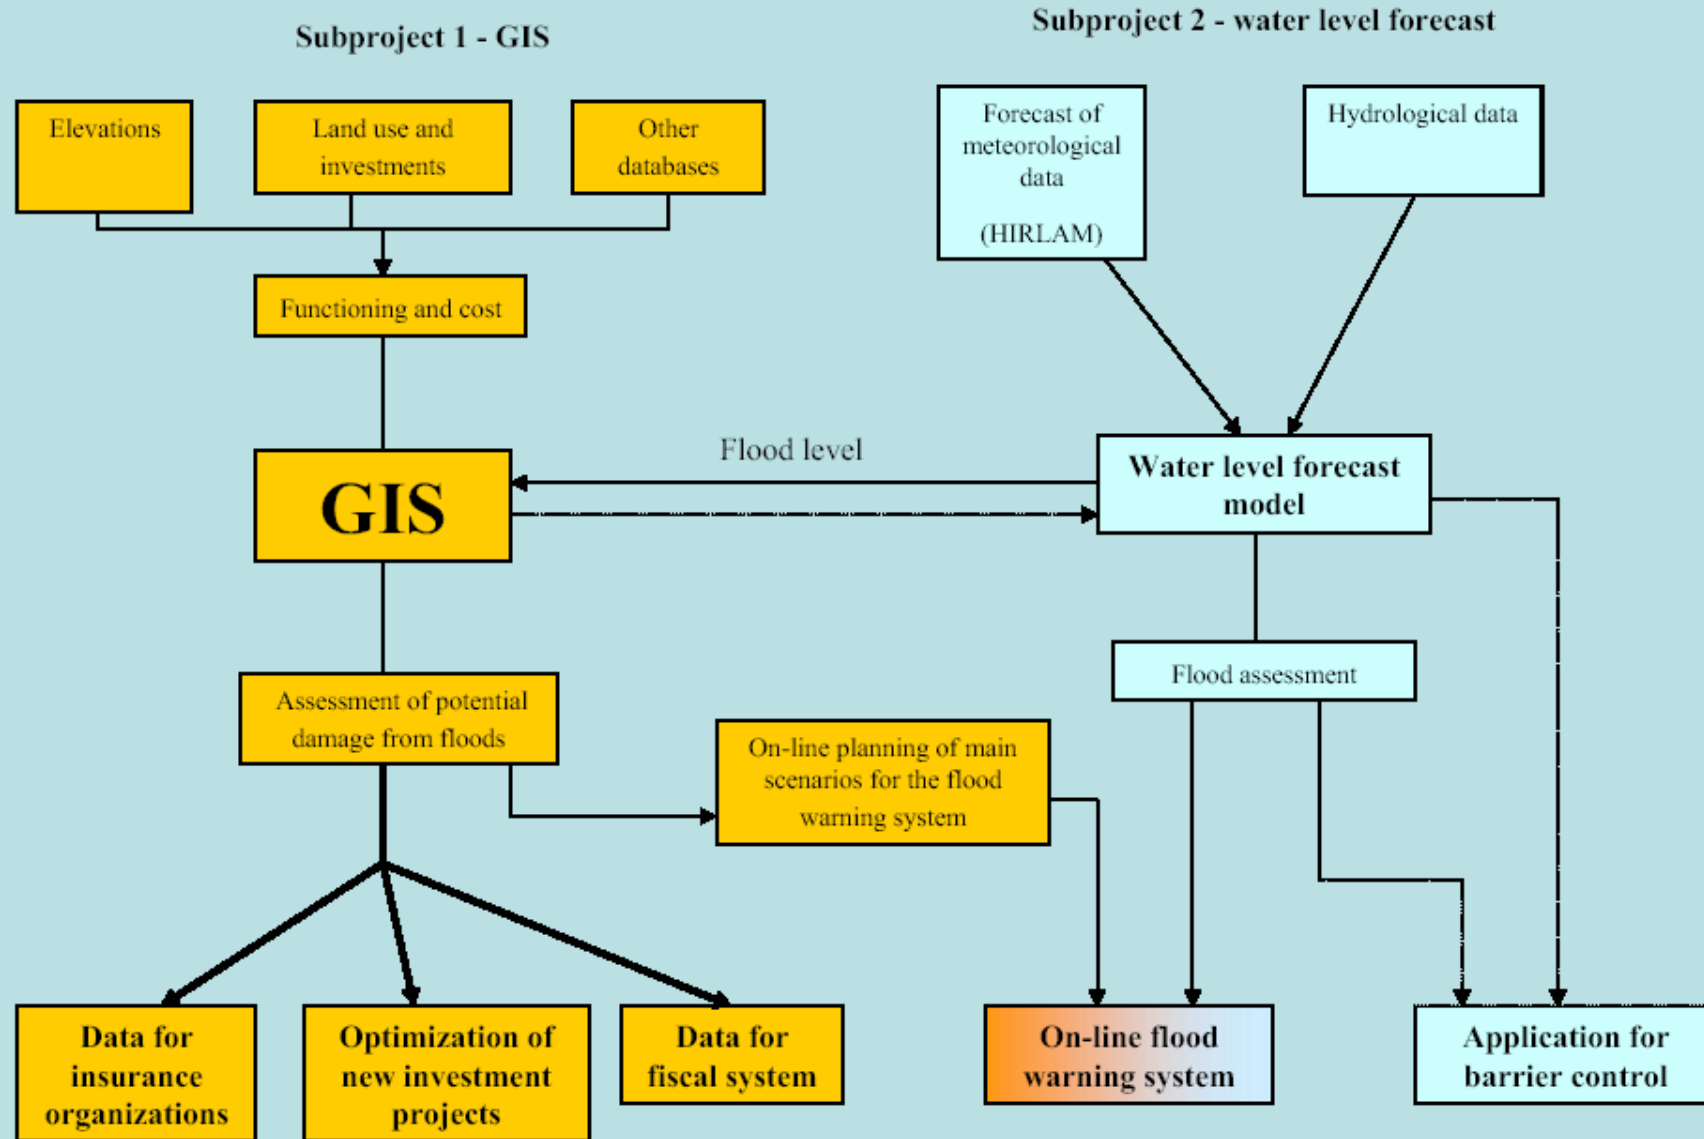 Subproject 1 - GIS
Subproject 2 - water level forecast
Elevations
Land use and
investments
Other
databases
Forecast of
meteorological
data
(HIRLAM)
Hydrological data
Functioning and cost
GIS
Flood level
Water level forecast
model
Flood assessment
Assessment of potential
damage from floods
On-line planning of main
scenarios for the flood
warning system
Data for
insurance
organizations
Optimization of
new investment
projects
Data for
fiscal system
On-line flood
warning system
Application for
barrier control